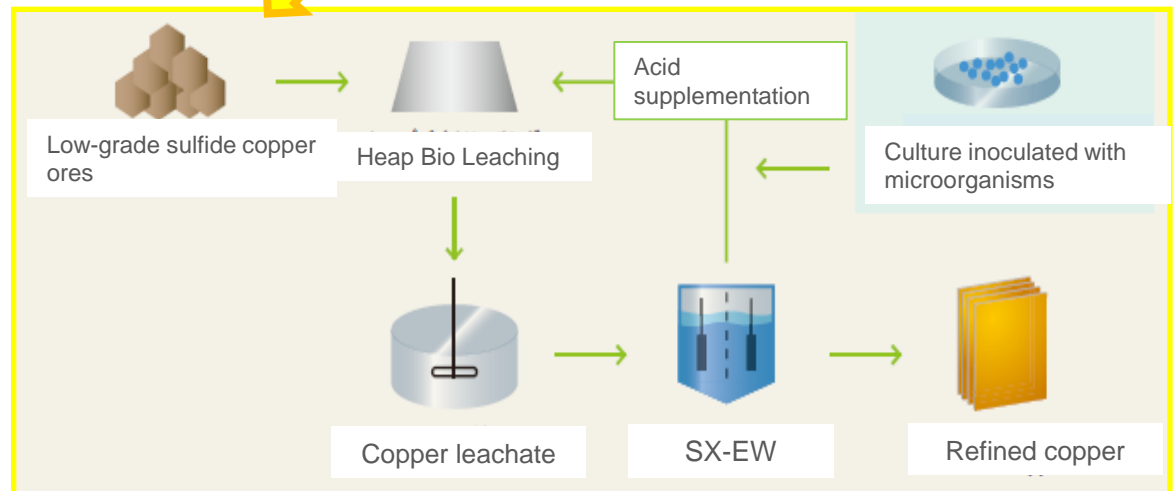 Low-grade sulfide copper
ores
Heap Bio Leaching
Acid
supplementation
Culture inoculated with
microorganisms
Copper leachate
SX-EW
Refined copper